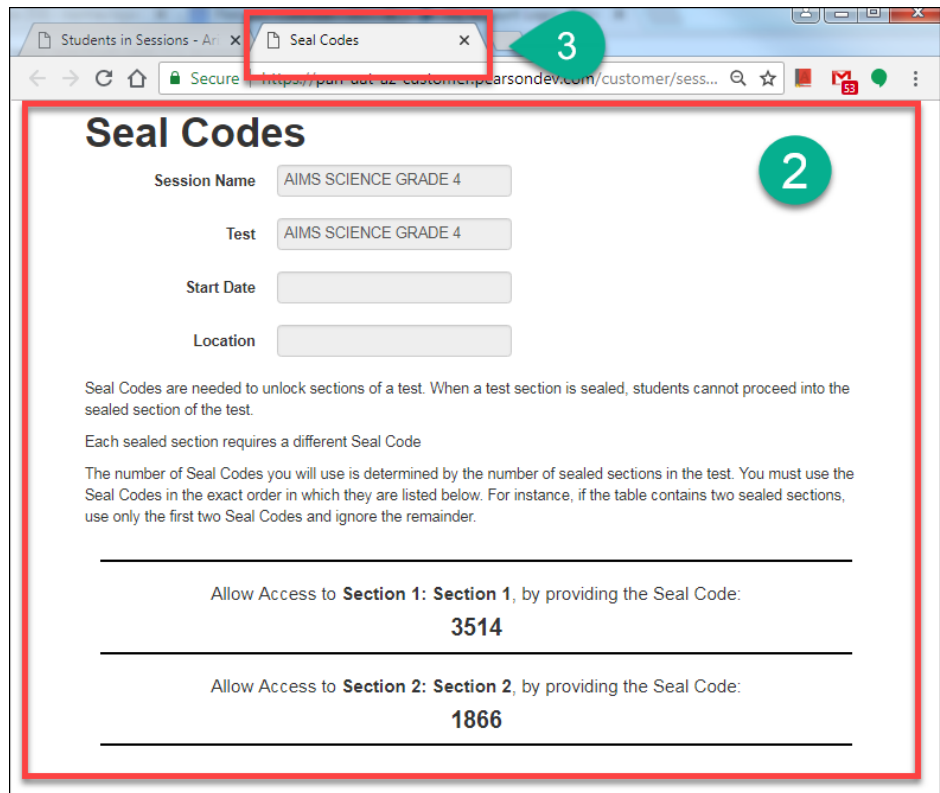 Students in Sessions - Ari
Seal Codes
3
Secure
https://pan-uat-az-customer.pearsondev.com/customer/sess...
53
Seal Codes
2
Session Name AIMS SCIENCE GRADE 4
Test AIMS SCIENCE GRADE 4
Start Date
Location
Seal Codes are needed to unlock sections of a test. When a test section is sealed, students cannot proceed into the
sealed section of the test.
Each sealed section requires a different Seal Code
The number of Seal Codes you will use is determined by the number of sealed sections in the test. You must use the
Seal Codes in the exact order in which they are listed below. For instance, if the table contains two sealed sections,
use only the first two Seal Codes and ignore the remainder.
Allow Access to Section 1: Section 1, by providing the Seal Code:
3514
Allow Access to Section 2: Section 2, by providing the Seal Code:
1866